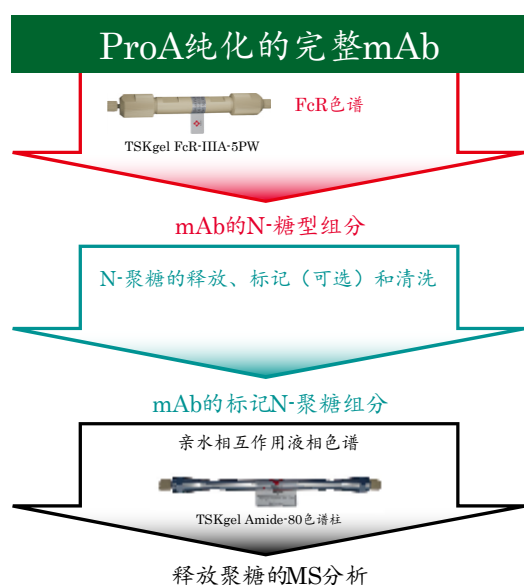 ProA纯化的完整mAb
FcR色谱
TSKgel FcR-IIIA-5PW
mAb的N-糖型组分
N-聚糖的释放、标记（可选）和清洗
mAb的标记N-聚糖组分
亲水相互作用液相色谱
TSKgel Amide-80色谱柱
释放聚糖的MS分析